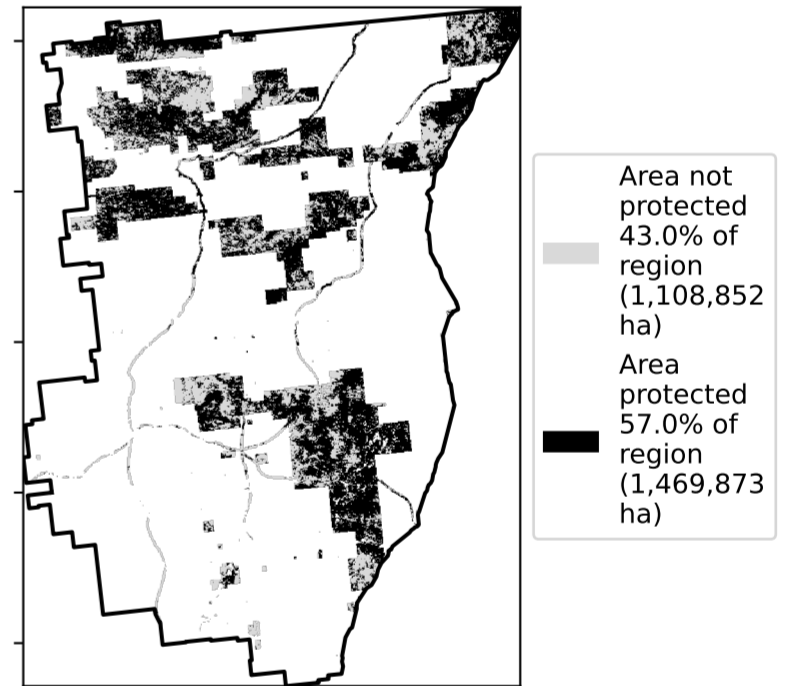 Area not
protected
43.0% of
region
(1,108,852
ha)
Area
protected
57.0% of
region
(1,469,873
ha)